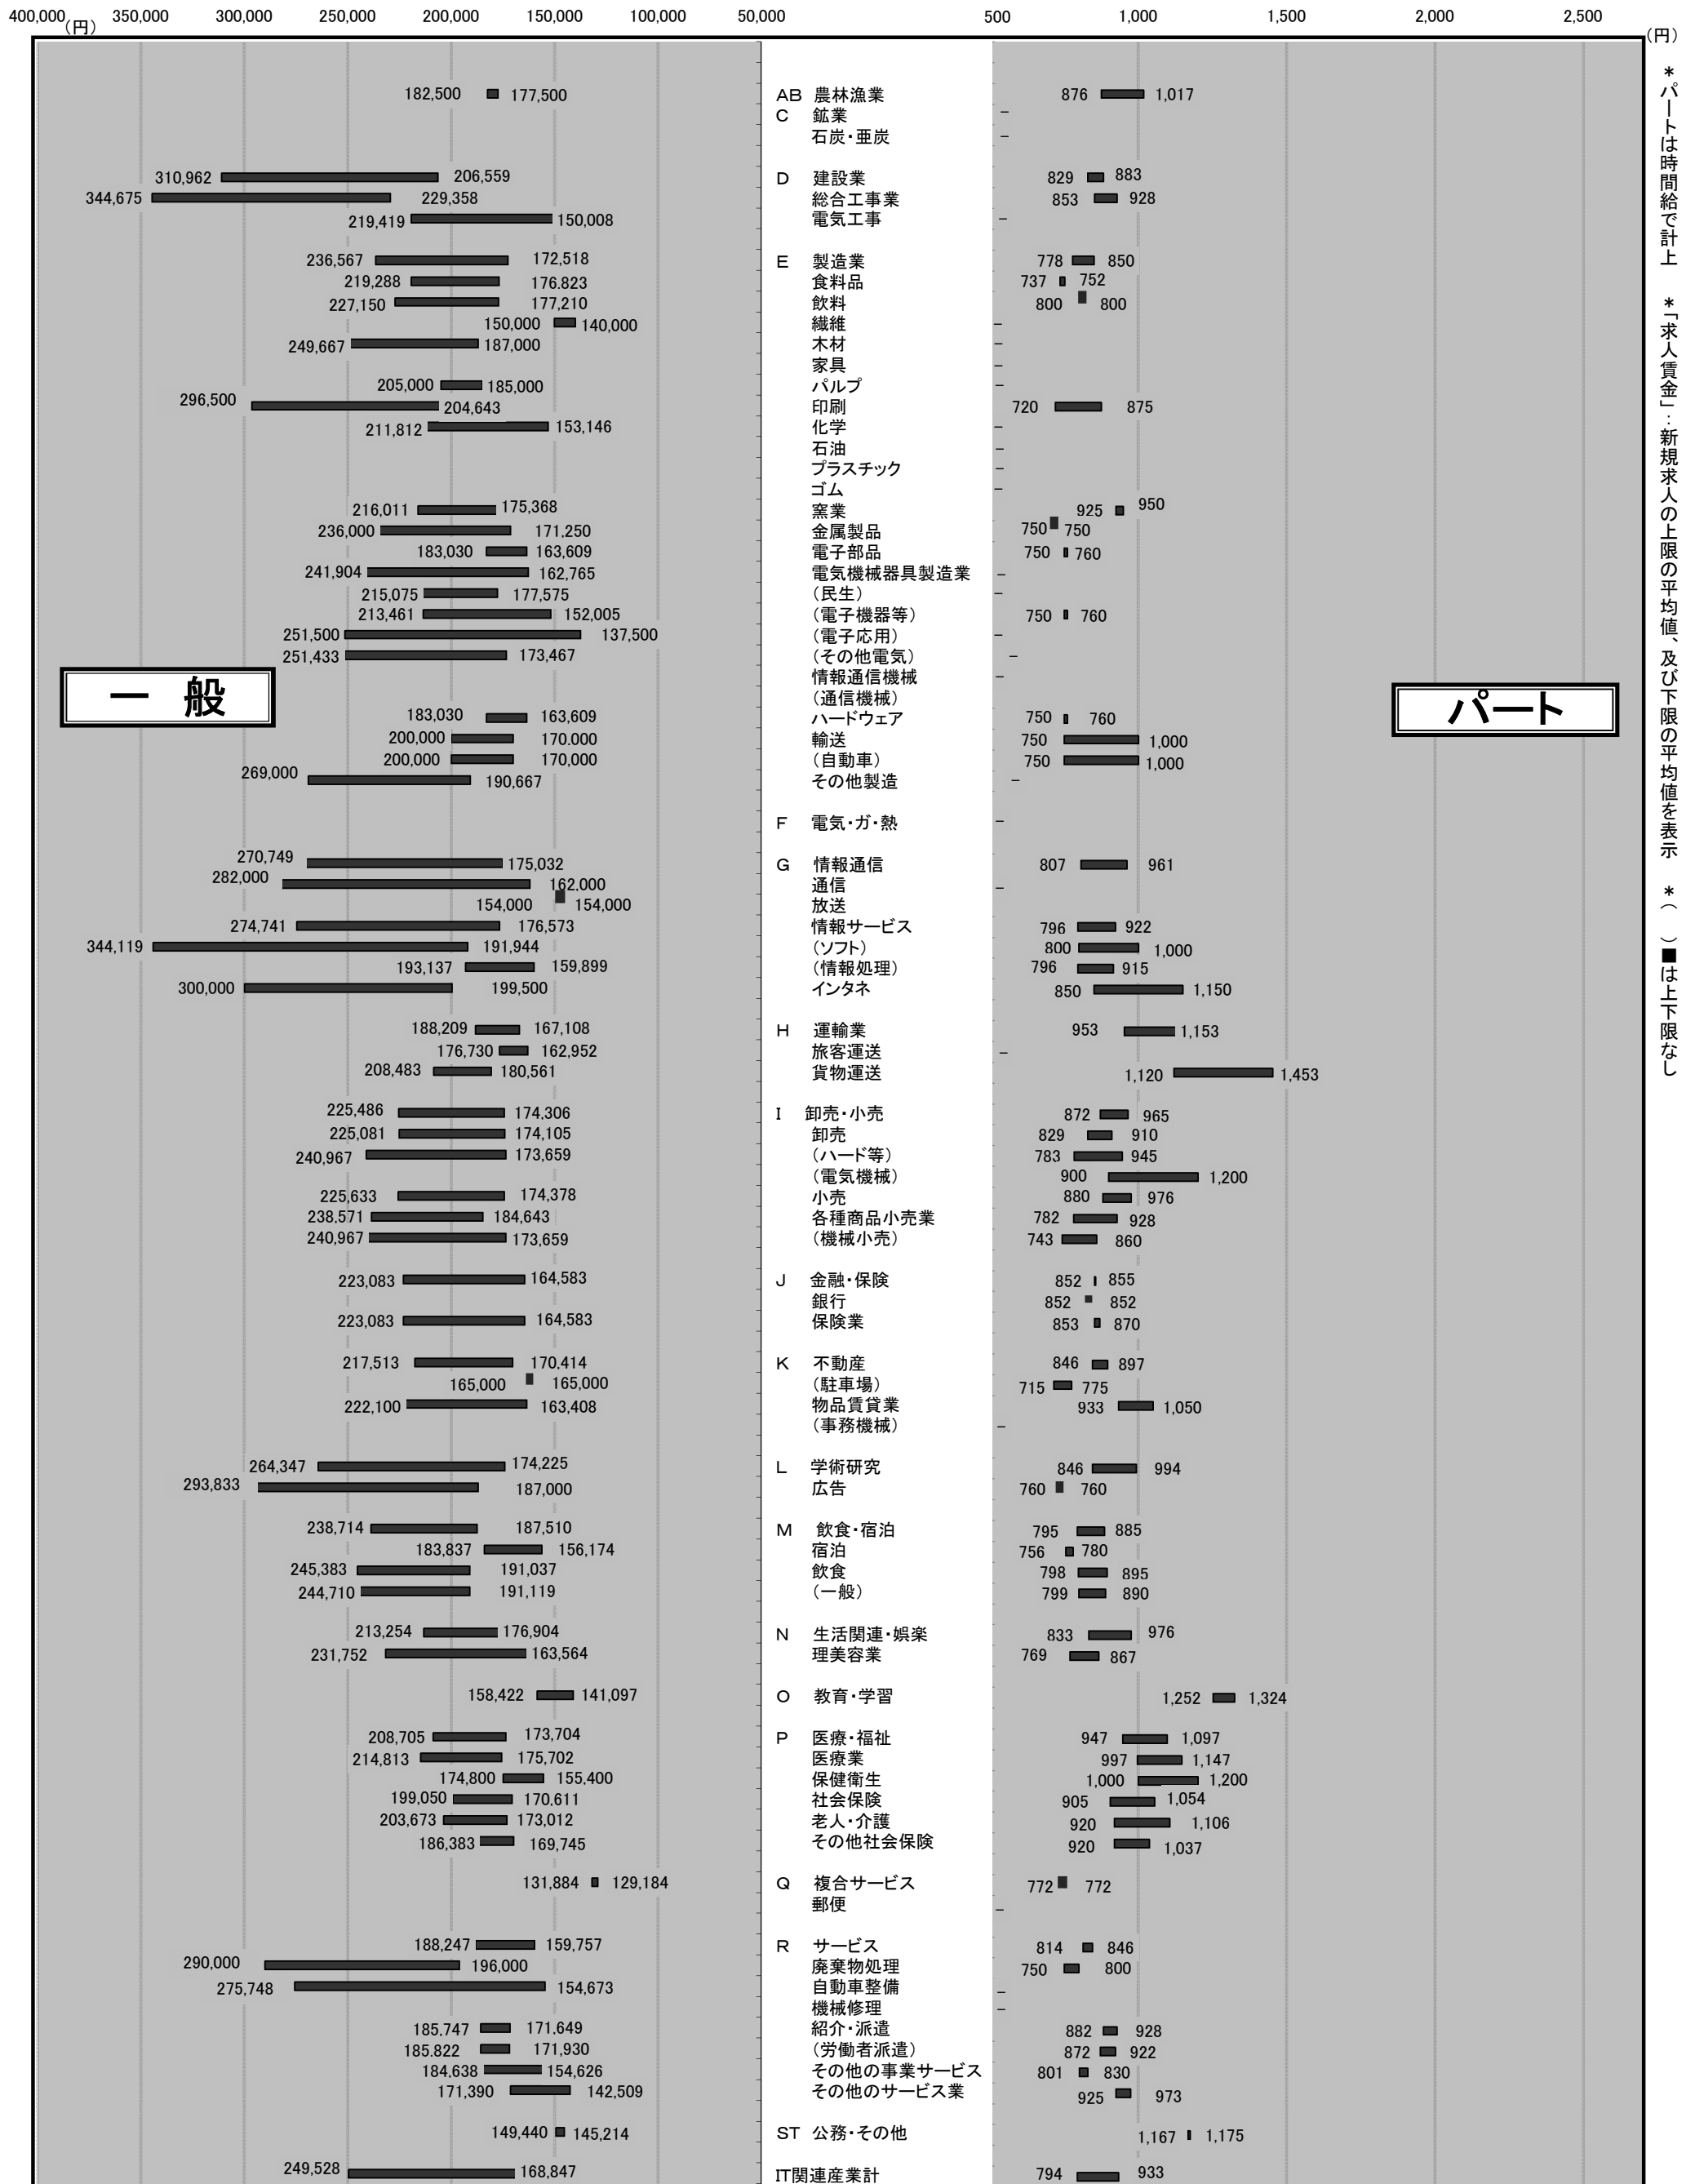 400,000 350,000 300,000 250,000 200,000 150,000 100,000 50,000 500 1,000 1,500 2,000 2,500
(円) (円)
182,500 177,500 AB 農林漁業 876 1,017
C 鉱業 –
石炭・亜炭 –
310,962 206,559 D 建設業 829 883
344,675 229,358 総合工事業 853 928
219,419 150,008 電気工事 –
236,567 172,518 E 製造業 778 850
219,288 176,823 食料品 737 752
227,150 177,210 飲料 800 800
150,000 140,000 繊維 –
249,667 187,000 木材 –
家具 –
205,000 185,000 パルプ –
296,500 204,643 印刷 720 875
211,812 153,146 化学 –
石油 –
プラスチック –
ゴム –
216,011 175,368 窯業 925 950
236,000 171,250 金属製品 750 750
183,030 163,609 電子部品 750 760
241,904 162,765 電気機械器具製造業 –
215,075 177,575 (民生) –
213,461 152,005 (電子機器等) 750 760
251,500 137,500 (電子応用) –
251,433 173,467 (その他電気) –
情報通信機械 –
一 般 (通信機械) パート
183,030 163,609 ハードウェア 750 760
200,000 170,000 輸送 750 1,000
200,000 170,000 (自動車) 750 1,000
269,000 190,667 その他製造 –
F 電気・ガ・熱 –
270,749 175,032 G 情報通信 807 961
282,000 162,000 通信 –
154,000 154,000 放送
274,741 176,573 情報サービス 796 922
344,119 191,944 (ソフト) 800 1,000
193,137 159,899 (情報処理) 796 915
300,000 199,500 インタネ 850 1,150
188,209 167,108 H 運輸業 953 1,153
176,730 162,952 旅客運送 –
208,483 180,561 貨物運送 1,120 1,453
225,486 174,306 I 卸売・小売 872 965
225,081 174,105 卸売 829 910
240,967 173,659 (ハード等) 783 945
(電気機械) 900 1,200
225,633 174,378 小売 880 976
238,571 184,643 各種商品小売業 782 928
240,967 173,659 (機械小売) 743 860
223,083 164,583 J 金融・保険 852 855
銀行 852 852
223,083 164,583 保険業 853 870
217,513 170,414 K 不動産 846 897
165,000 165,000 (駐車場) 715 775
222,100 163,408 物品賃貸業 933 1,050
(事務機械) –
264,347 174,225 L 学術研究 846 994
293,833 187,000 広告 760 760
238,714 187,510 M 飲食・宿泊 795 885
183,837 156,174 宿泊 756 780
245,383 191,037 飲食 798 895
244,710 191,119 (一般) 799 890
213,254 176,904 N 生活関連・娯楽 833 976
231,752 163,564 理美容業 769 867
158,422 141,097 O 教育・学習 1,252 1,324
208,705 173,704 P 医療・福祉 947 1,097
214,813 175,702 医療業 997 1,147
174,800 155,400 保健衛生 1,000 1,200
199,050 170,611 社会保険 905 1,054
203,673 173,012 老人・介護 920 1,106
186,383 169,745 その他社会保険 920 1,037
131,884 129,184 Q 複合サービス 772 772
郵便 –
188,247 159,757 R サービス 814 846
290,000 196,000 廃棄物処理 750 800
275,748 154,673 自動車整備 –
機械修理 –
185,747 171,649 紹介・派遣 882 928
185,822 171,930 (労働者派遣) 872 922
184,638 154,626 その他の事業サービス 801 830
171,390 142,509 その他のサービス業 925 973
149,440 145,214 ST 公務・その他 1,167 1,175
249,528 168,847 IT関連産業計 794 933
*パートは時間給で計上 *「求人賃金」:新規求人の上限の平均値、及び下限の平均値を表示 *( )■は上下限なし